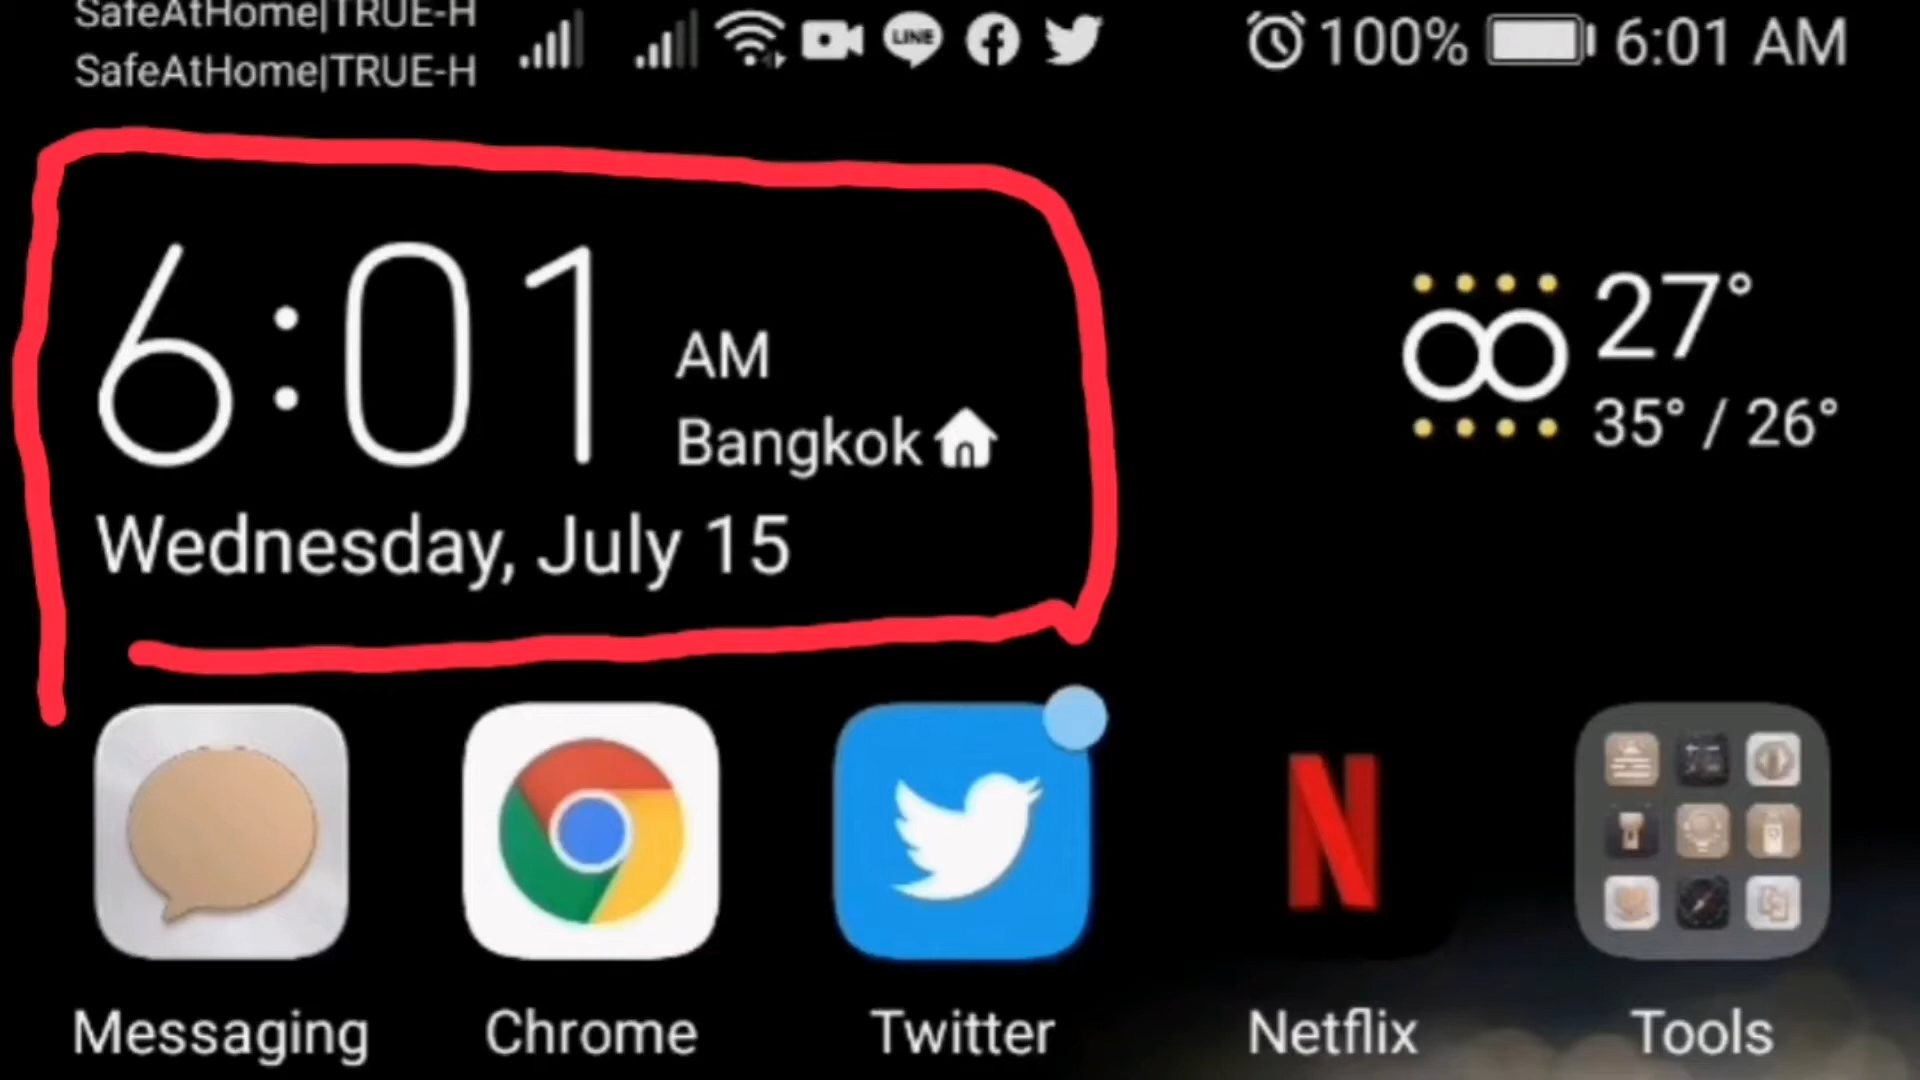 SafeAtHome|TRUE-H
SafeAtHome|TRUE-H
LINE
100%
6:01 AM
6:01 AM
Bangkok
Wednesday, July 15
27°
35° / 26°
Messaging
Chrome
Twitter
N
Netflix
Tools